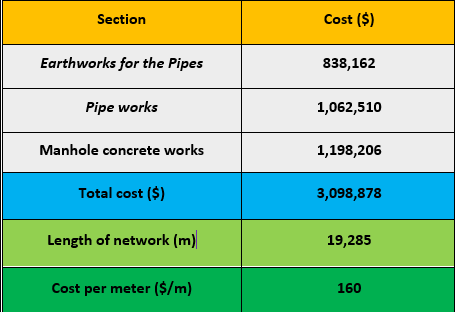 Section Cost ($)
Earthworks for the Pipes 838,162
Pipe works 1,062,510
Manhole concrete works 1,198,206
Total cost ($) 3,098,878
Length of network (m) 19,285
Cost per meter ($/m) 160